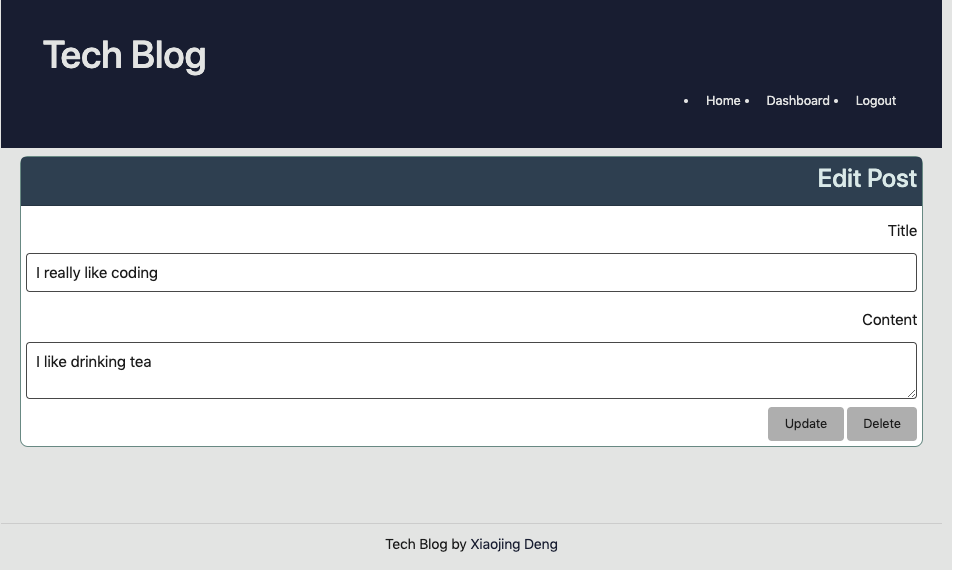 Tech Blog
• Home • Dashboard • Logout
Edit Post
Title
I really like coding
Content
I like drinking tea
Update Delete
Tech Blog by Xiaojing Deng